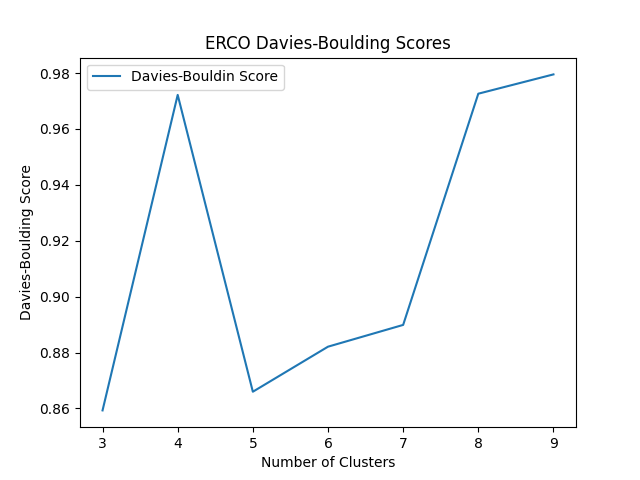 ERCO Davies-Boulding Scores
Davies-Bouldin Score
0.98
0.96
0.94
0.92
0.90
0.88
0.86
Davies-Boulding Score
3 4 5 6 7 8 9
Number of Clusters